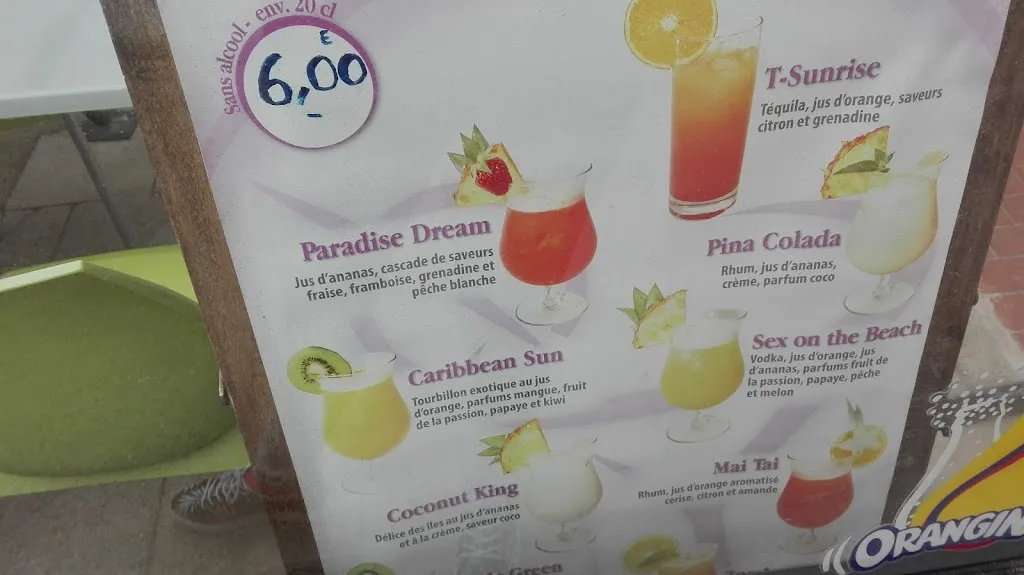 Sans alcool - env. 20 cl
€
6,00
Paradise Dream
Jus d'ananas, cascade de saveurs
fraise, framboise, grenadine et
pêche blanche
Caribbean Sun
Tourbillon exotique au jus
d'orange, parfums mangue, fruit
de la passion, papaye et kiwi
Coconut King
Délice des îles au jus d'ananas
et à la crème, saveur coco
Green
T-Sunrise
Téquila, jus d'orange, saveurs
citron et grenadine
Pina Colada
Rhum, jus d'ananas,
crème, parfum coco
Sex on the Beach
Vodka, jus d'orange, jus
d'ananas, parfums fruit de
la passion, papaye, pêche
et melon
Mai Tai
Rhum, jus d'orange aromatisé
cerise, citron et amande
ORANGIN